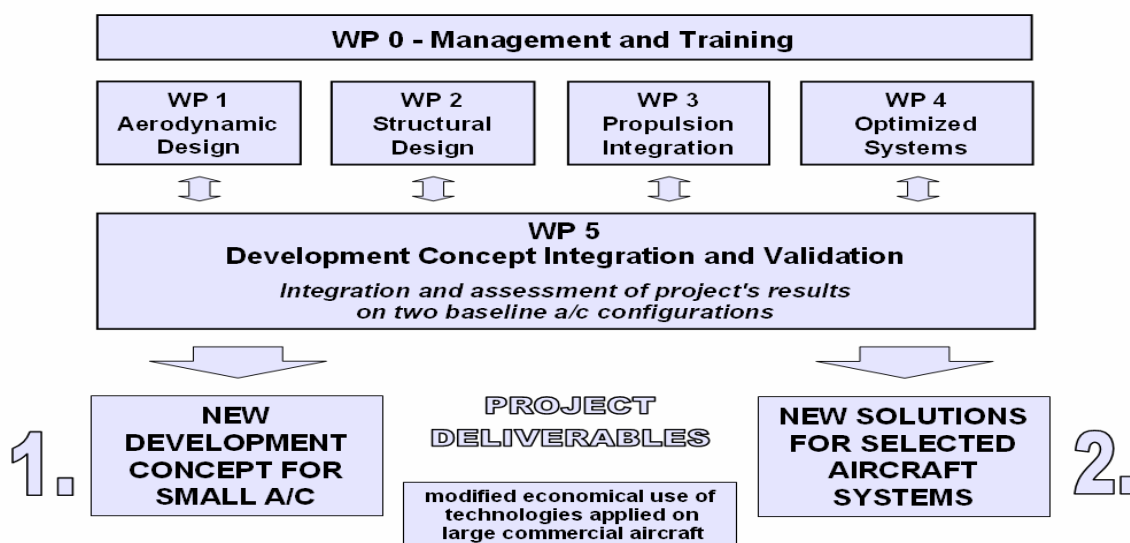 WP 0 - Management and Training
WP 1
Aerodynamic
Design
WP 2
Structural
Design
WP 3
Propulsion
Integration
WP 4
Optimized
Systems
WP 5
Development Concept Integration and Validation
Integration and assessment of project's results
on two baseline a/c configurations
1.
NEW
DEVELOPMENT
CONCEPT FOR
SMALL A/C
PROJECT
DELIVERABLES
modified economical use of
technologies applied on
large commercial aircraft
NEW SOLUTIONS
FOR SELECTED
AIRCRAFT
SYSTEMS
2.